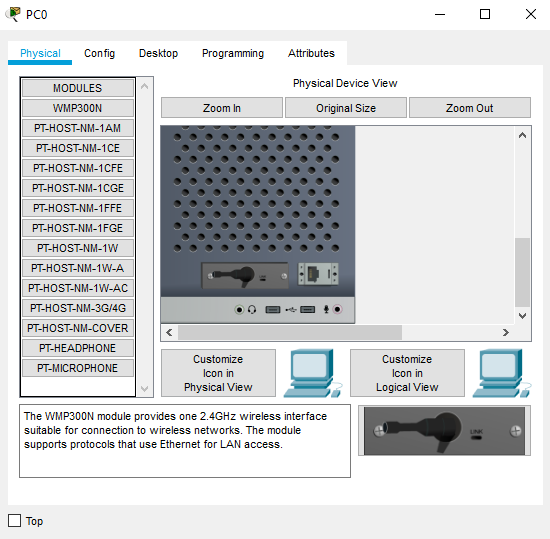 PC0
Physical Config Desktop Programming Attributes
MODULES
WMP300N
PT-HOST-NM-1AM
PT-HOST-NM-1CE
PT-HOST-NM-1CFE
PT-HOST-NM-1CGE
PT-HOST-NM-1FFE
PT-HOST-NM-1FGE
PT-HOST-NM-1W
PT-HOST-NM-1W-A
PT-HOST-NM-1W-AC
PT-HOST-NM-3G/4G
PT-HOST-NM-COVER
PT-HEADPHONE
PT-MICROPHONE
Physical Device View
Zoom In Original Size Zoom Out
LINK
Customize
Icon in
Physical View
Customize
Icon in
Logical View
The WMP300N module provides one 2.4GHz wireless interface
suitable for connection to wireless networks. The module
supports protocols that use Ethernet for LAN access.
LINK
Top